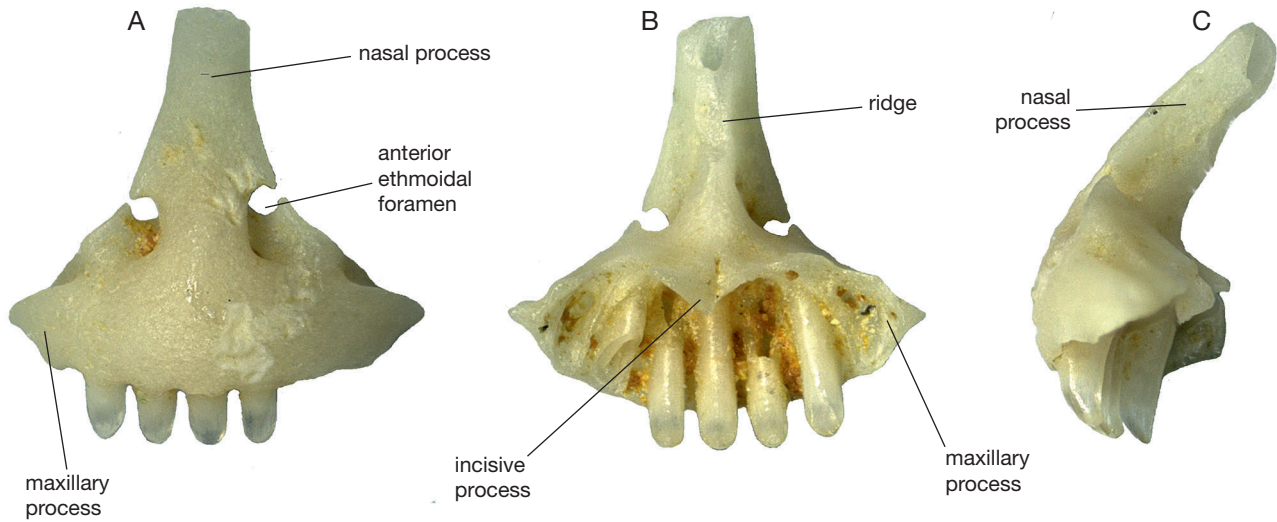 A
nasal process
anterior
ethmoidal
foramen
maxillary
process
B
ridge
incisive
process
maxillary
process
C
nasal
process